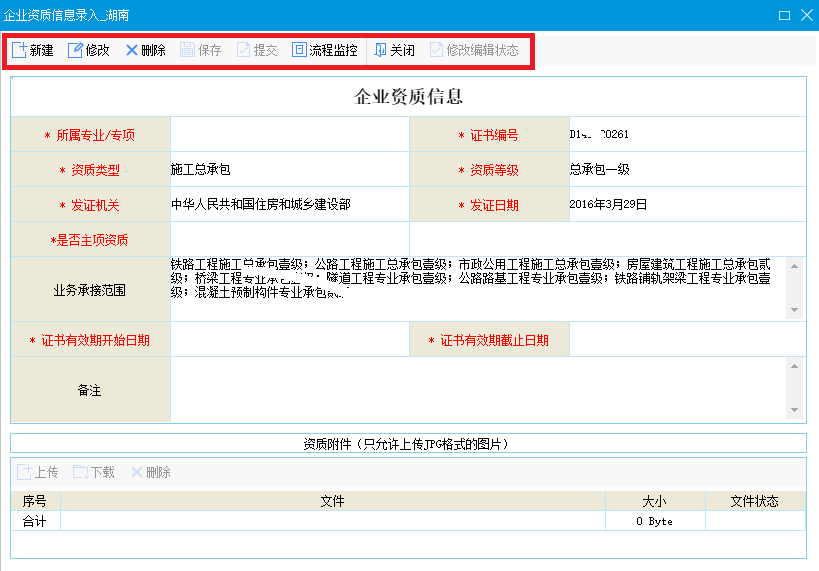 企业资质信息录入_湖南
新建 修改 删除 保存 提交 流程监控 关闭 修改编辑状态
企业资质信息
* 所属专业/专项 * 证书编号 0261
* 资质类型 施工总承包 * 资质等级 总承包一级
* 发证机关 中华人民共和国住房和城乡建设部 * 发证日期 2016年3月29日
*是否主项资质
业务承接范围
铁路工程施工总承包壹级；公路工程施工总承包壹级；市政公用工程施工总承包壹级；房屋建筑工程施工总承包贰
级；桥梁工程专业承包 级；隧道工程专业承包壹级；公路路基工程专业承包壹级；铁路铺轨架梁工程专业承包壹
级；混凝土预制构件专业承包
* 证书有效期开始日期 * 证书有效期截止日期
备注
资质附件（只允许上传JPG格式的图片）
上传 下载 删除
序号 文件 大小 文件状态
合计 0 Byte